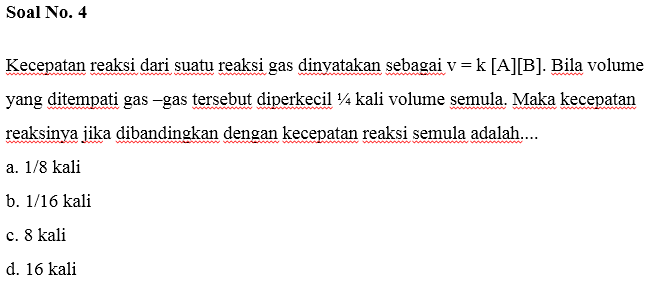 Soal No. 4
Kecepatan reaksi dari suatu reaksi gas dinyatakan sebagai v = k [A][B]. Bila volume
yang ditempati gas –gas tersebut diperkecil ¼ kali volume semula. Maka kecepatan
reaksinya jika dibandingkan dengan kecepatan reaksi semula adalah....
a. 1/8 kali
b. 1/16 kali
c. 8 kali
d. 16 kali